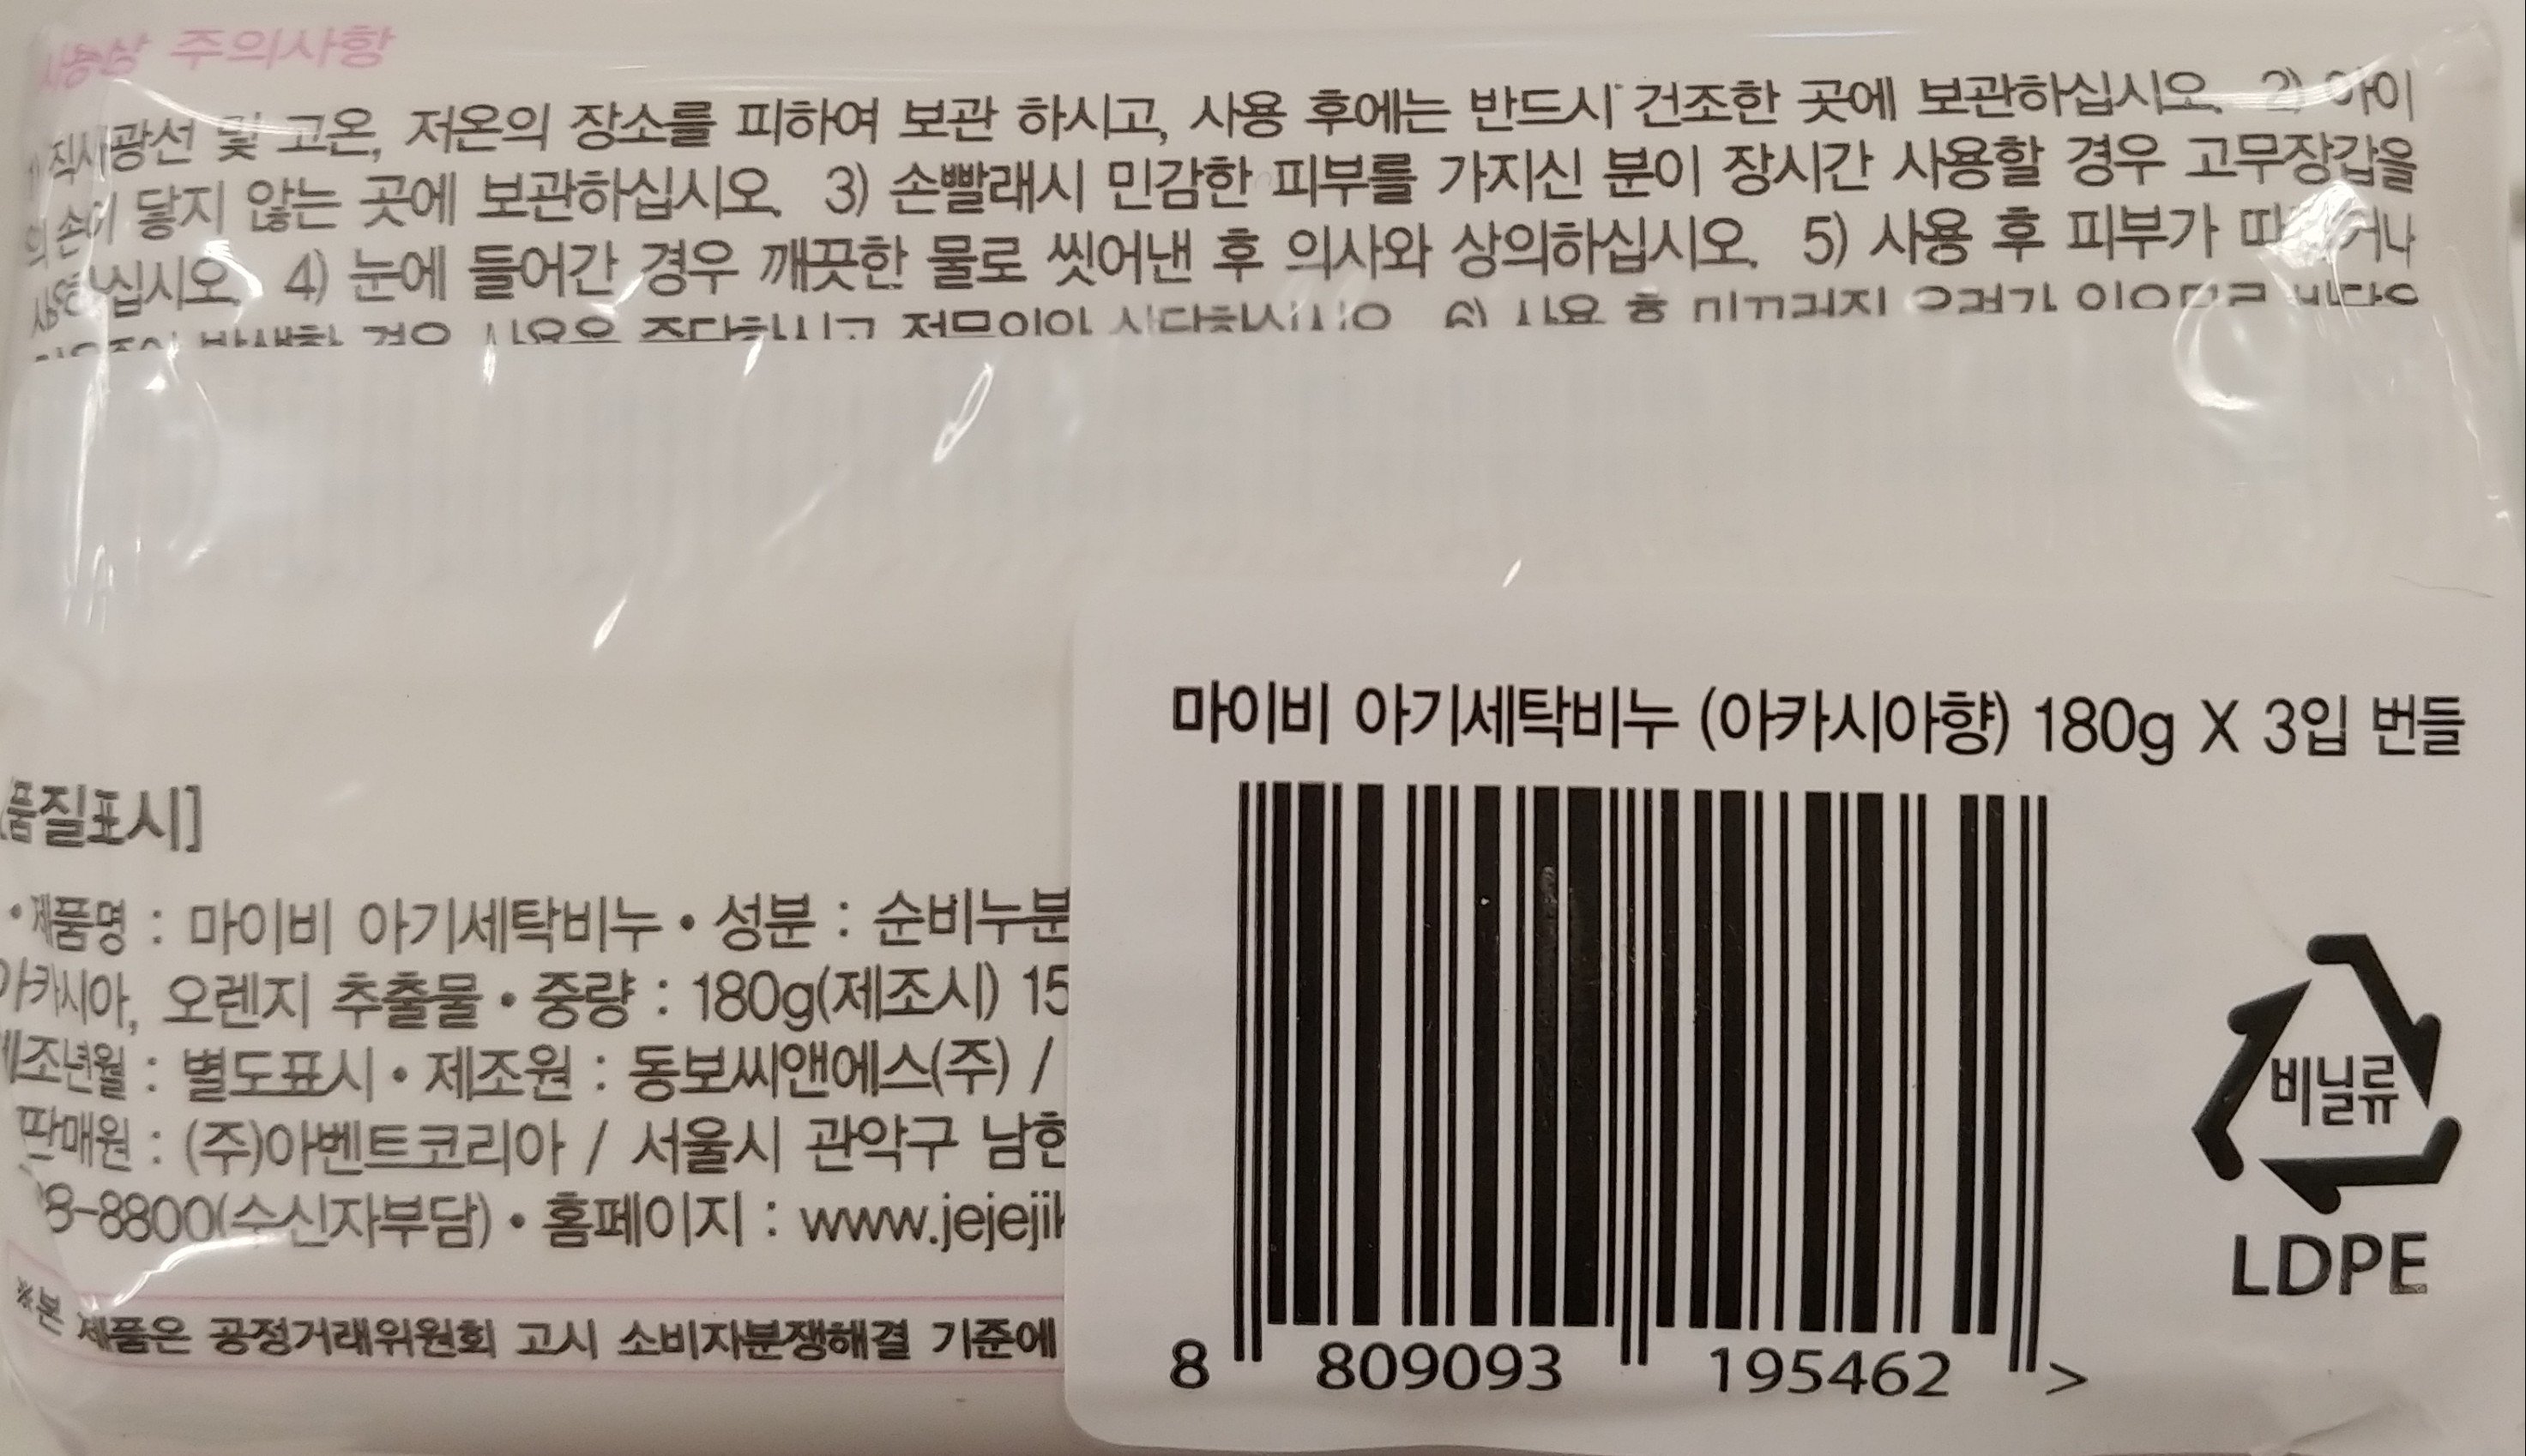 사용상 주의사항
직사광선 및 고온, 저온의 장소를 피하여 보관 하시고, 사용 후에는 반드시 건조한 곳에 보관하십시오. 2) 아이
의 손이 닿지 않는 곳에 보관하십시오. 3) 손빨래시 민감한 피부를 가지신 분이 장시간 사용할 경우 고무장갑을
4) 눈에 들어간 경우 깨끗한 물로 씻어낸 후 의사와 상의하십시오. 5) 사용 후 피부가
마이비 아기세탁비누 (아카시아향) 180g X 3입 번들
품질표시]
•제품명 : 마이비 아기세탁비누 • 성분 : 순비누분
아카시아, 오렌지 추출물 • 중량 : 180g(제조시) 15
제조년월 : 별도표시 • 제조원 : 동보씨앤에스(주) /
판매원 : (주)아벤트코리아 / 서울시 관악구 남현
8-8800(수신자부담) • 홈페이지 : www.jejejik
※본 제품은 공정거래위원회 고시 소비자분쟁해결 기준에
8 809093 195462 >
비닐류
LDPE